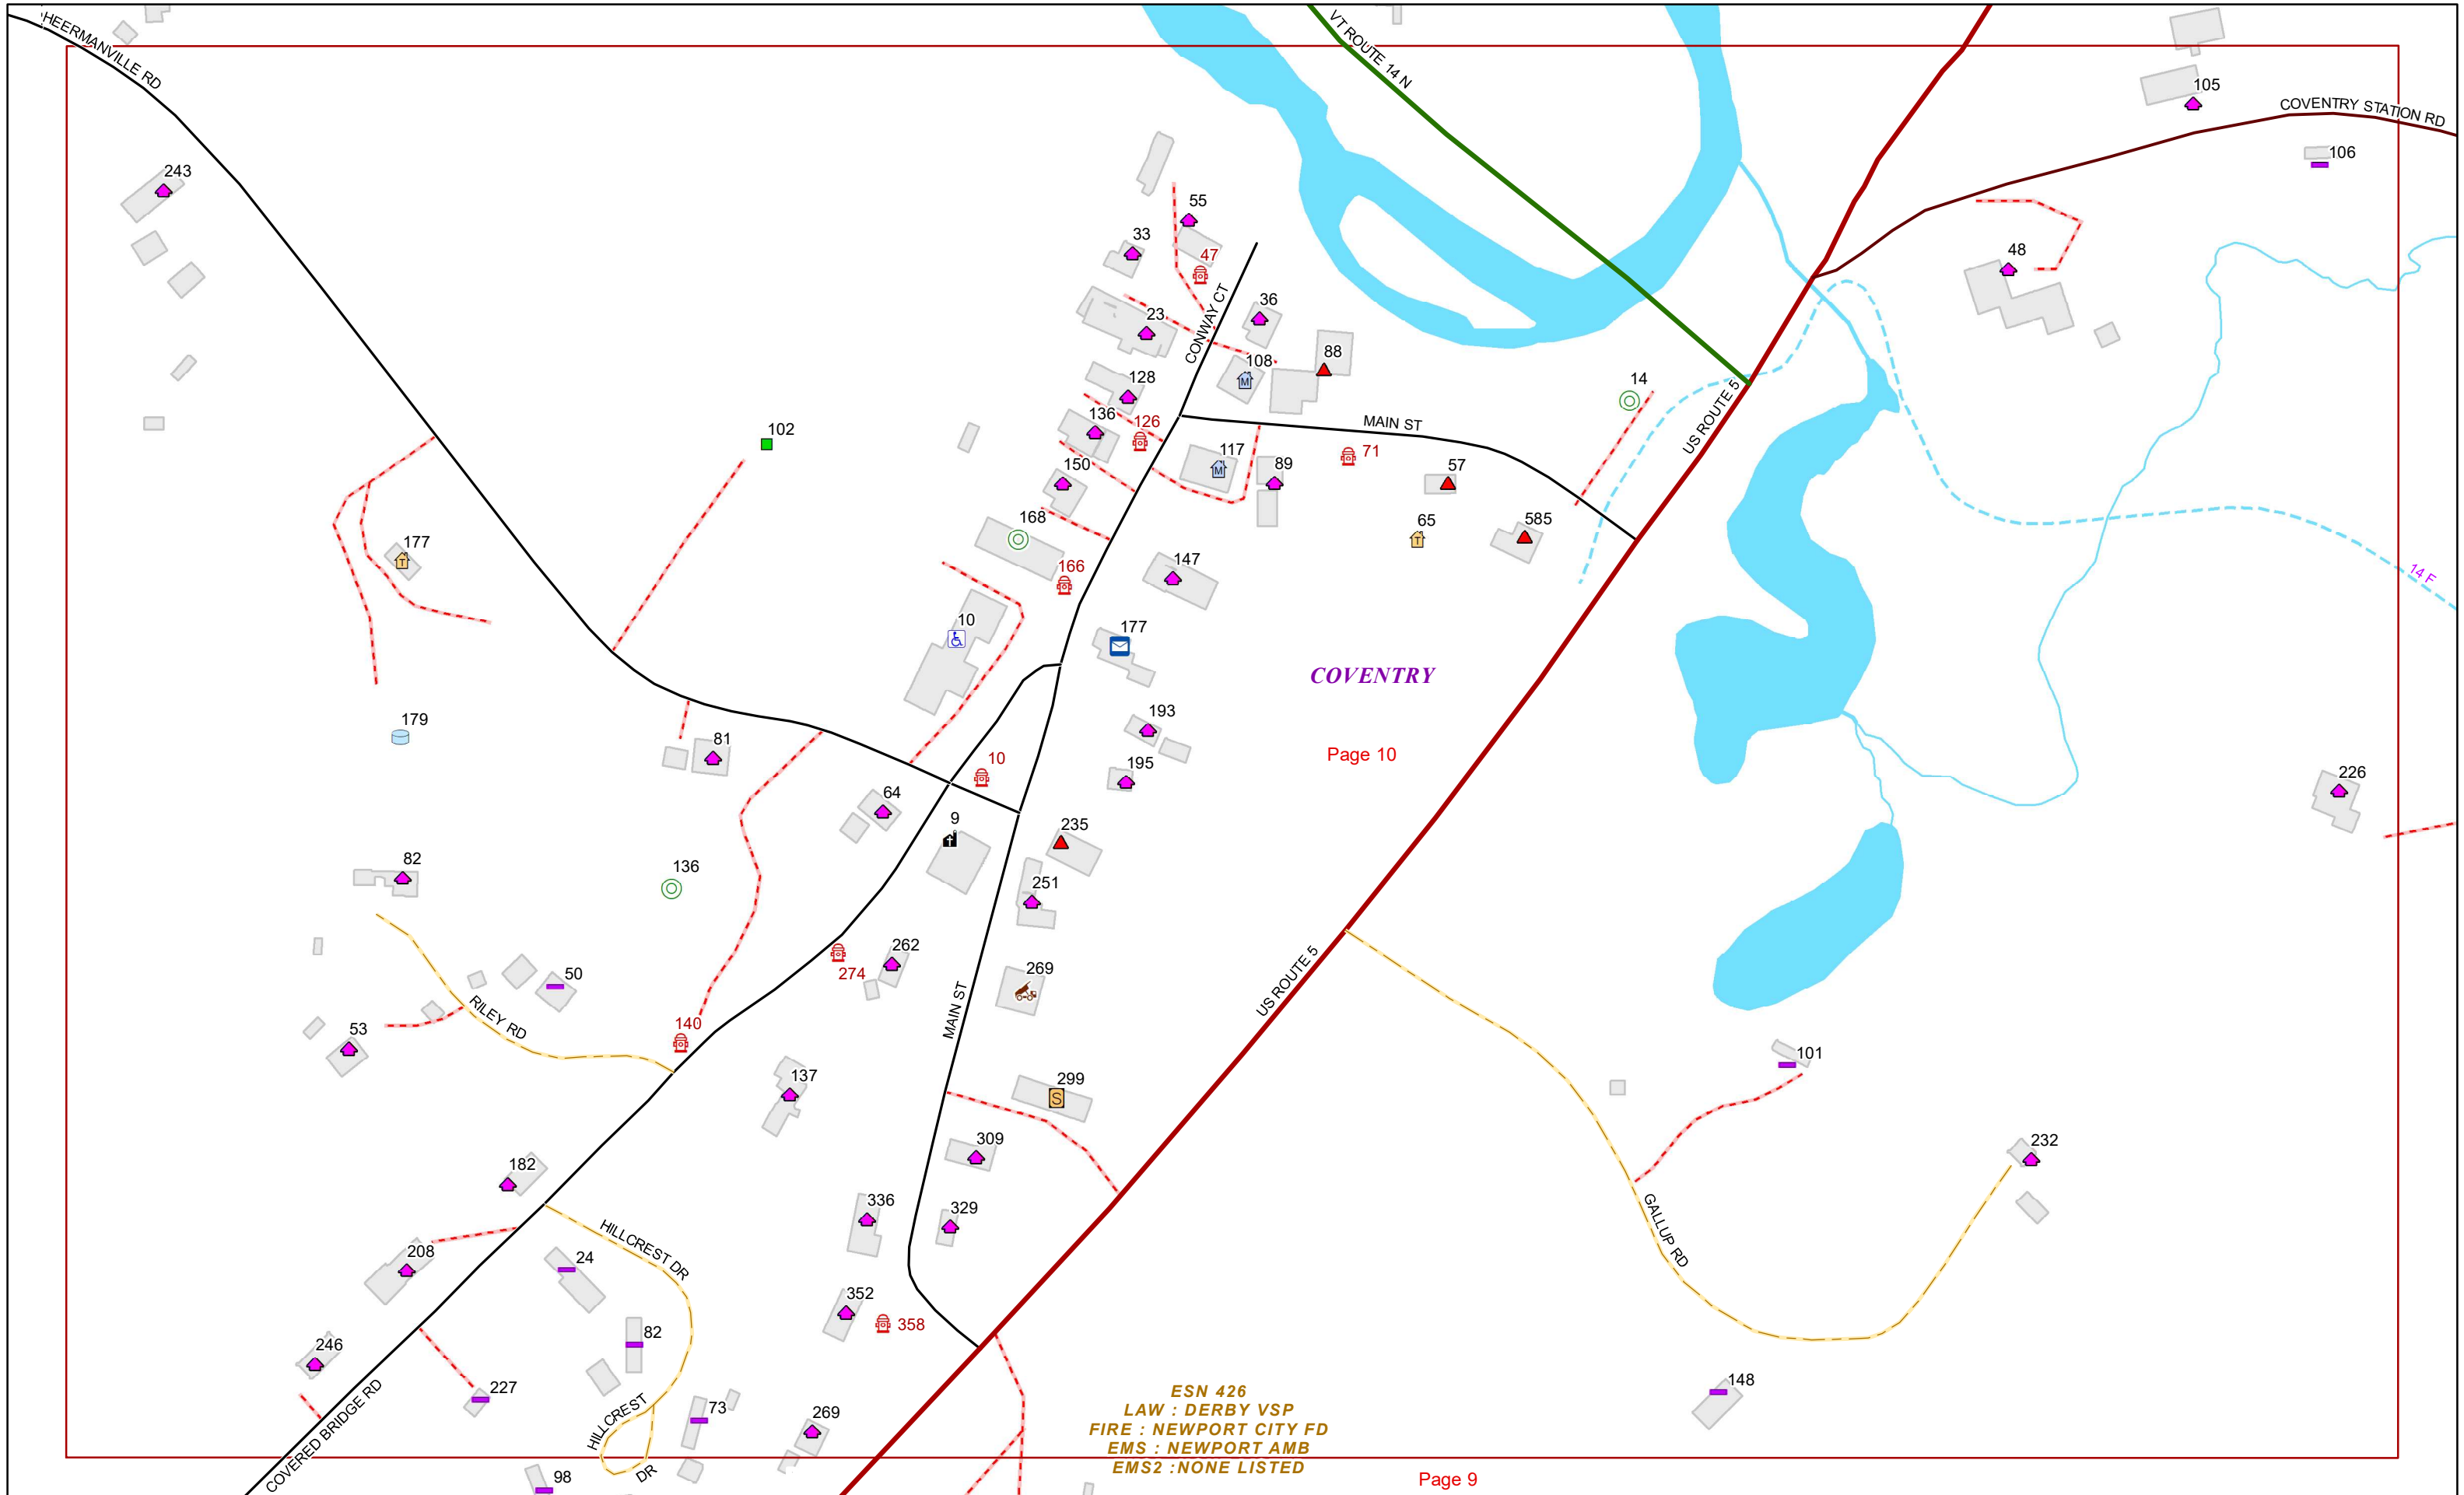 HEERMANVILLE RD
VT ROUTE 14 N
105
COVENTRY STATION RD
106
243
55
33
47
48
36
23
CONWAY CT
108
88
128
14
136
126
MAIN ST
US ROUTE 5
102
117
71
150
89
57
168
65
585
177
166
147
14 F
10
177
COVENTRY
179
193
81
Page 10
10
195
226
64
9
235
82
136
251
262
269
274
50
RILEY RD
MAIN ST
US ROUTE 5
53
140
101
137
299
309
232
182
336
329
GALLUP RD
HILLCREST DR
208
24
352
358
82
246
227
148
COVERED BRIDGE RD
HILLCREST
DR
73
269
98
ESN 426
LAW : DERBY VSP
FIRE : NEWPORT CITY FD
EMS : NEWPORT AMB
EMS2 :NONE LISTED
Page 9
M
M
T
T
S